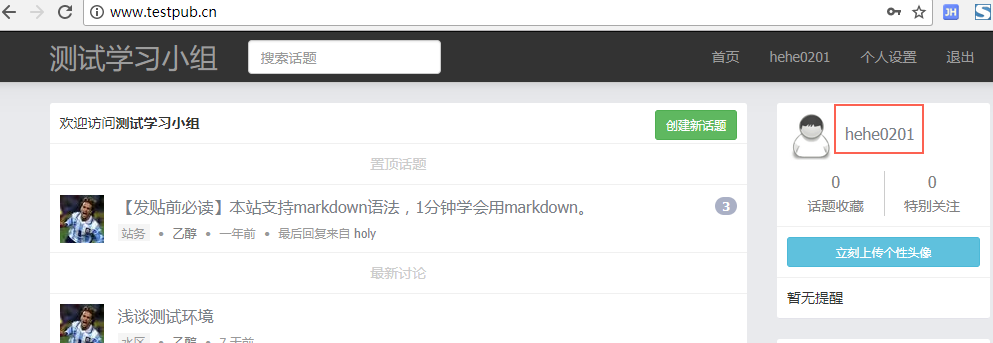 www.testpub.cn
JH
S
测试学习小组 搜索话题 首页 hehe0201 个人设置 退出
欢迎访问测试学习小组 创建新话题
置顶话题
【发贴前必读】本站支持markdown语法，1分钟学会用markdown。 3
站务 • 乙醇 • 一年前 • 最后回复来自 holy
最新讨论
浅谈测试环境
水区 • 乙醇 • 7 天前
hehe0201
0 0
话题收藏 特别关注
立刻上传个性头像
暂无提醒